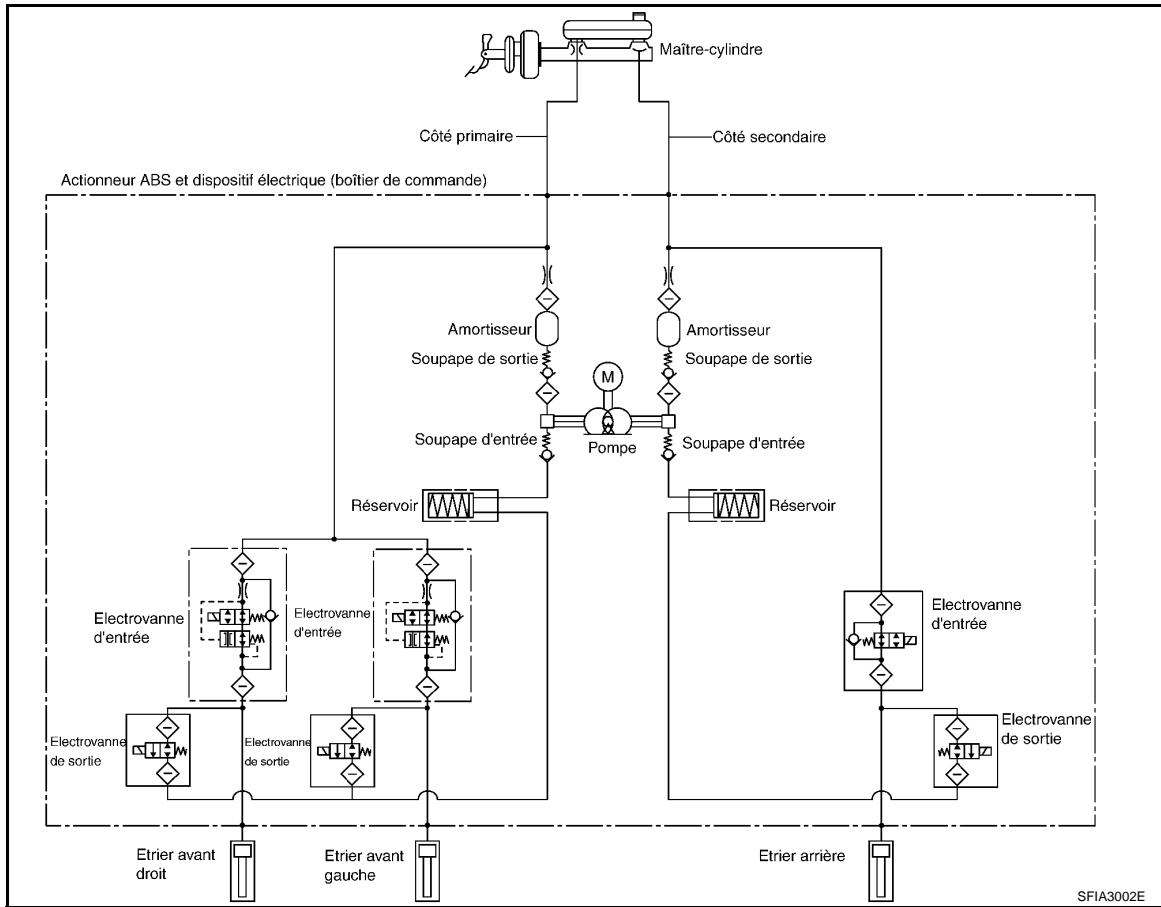 Maître-cylindre
Côté primaire
Côté secondaire
Actionneur ABS et dispositif électrique (boîtier de commande)
Amortisseur
Amortisseur
Soupape de sortie
Soupape de sortie
M
Soupape d'entrée
Pompe
Soupape d'entrée
Réservoir
Réservoir
Electrovanne
d'entrée
Electrovanne
d'entrée
Electrovanne
d'entrée
Electrovanne
de sortie
Electrovanne
de sortie
Electrovanne
de sortie
Etrier avant
droit
Etrier avant
gauche
Etrier arrière
SFIA3002E